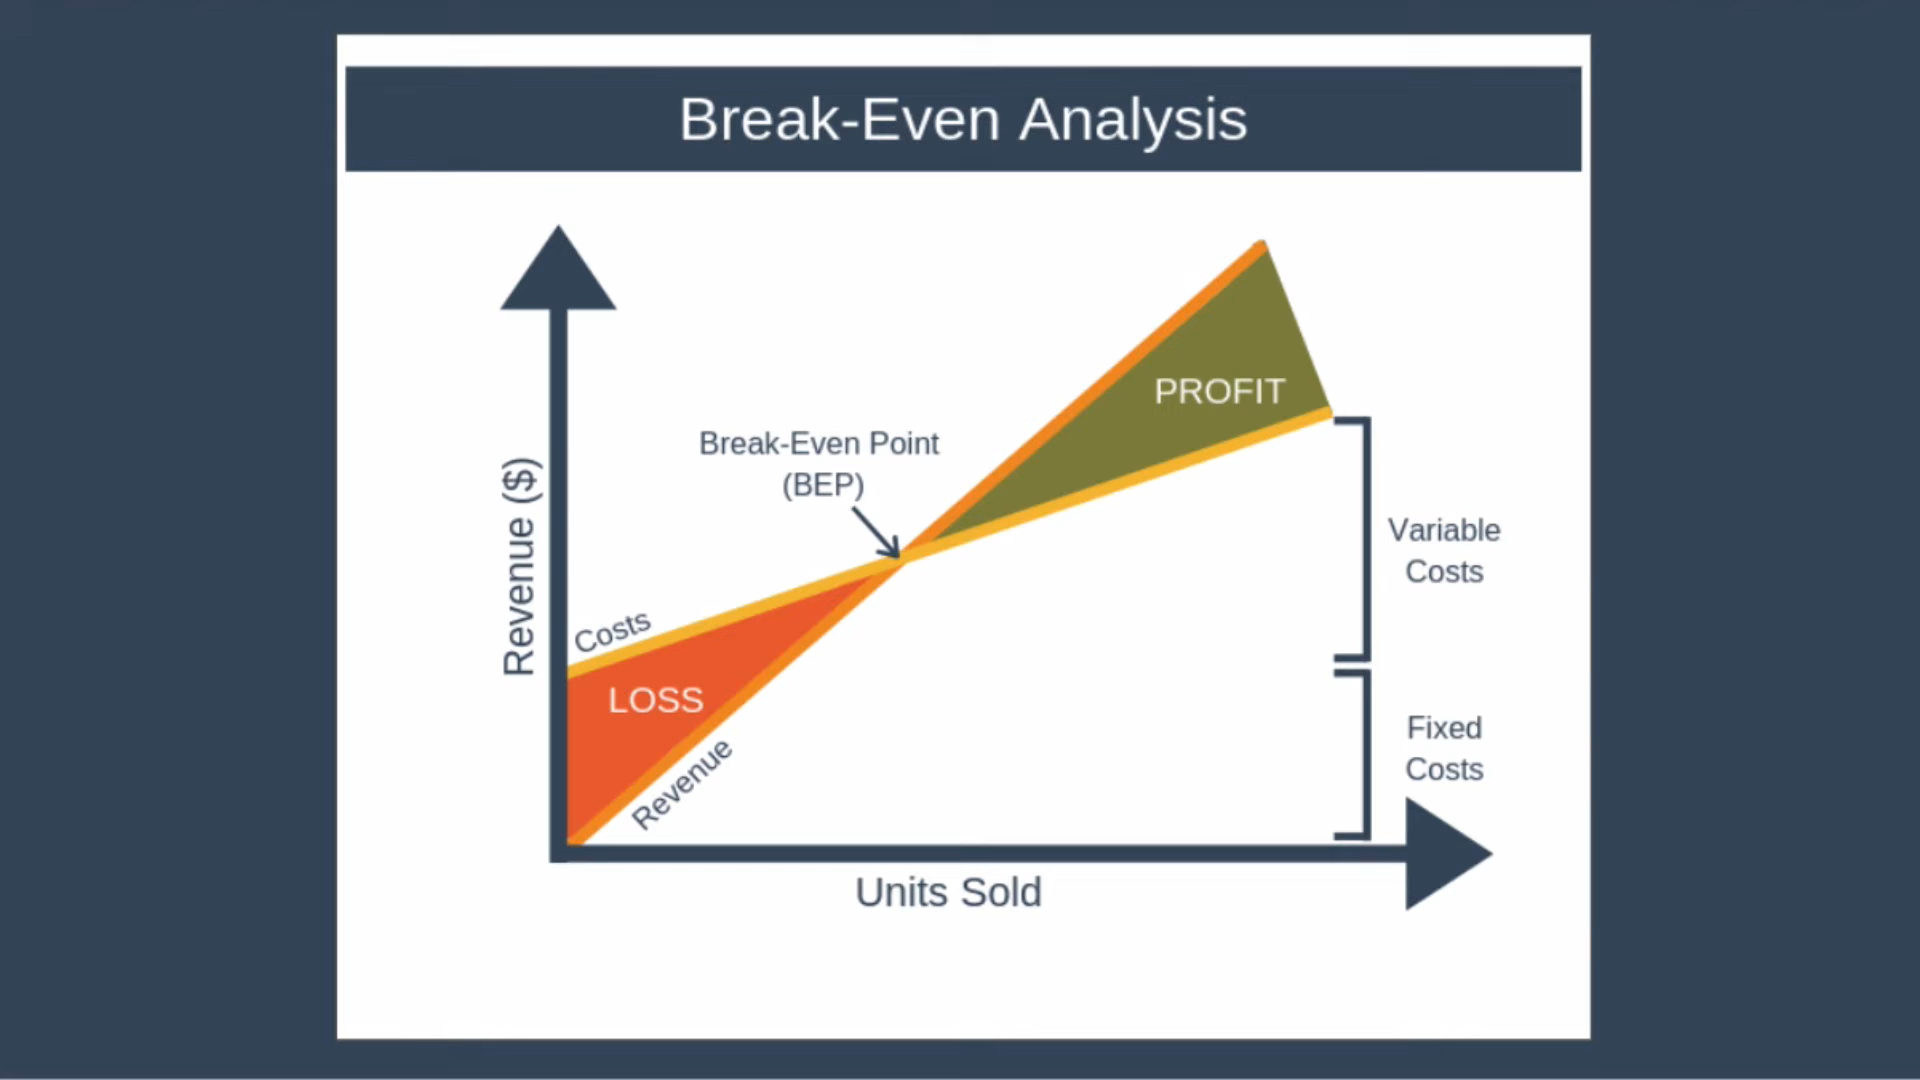 Break-Even Analysis
Break-Even Point
(BEP)
PROFIT
Variable
Costs
Revenue ($)
Costs
LOSS
Revenue
Fixed
Costs
Units Sold